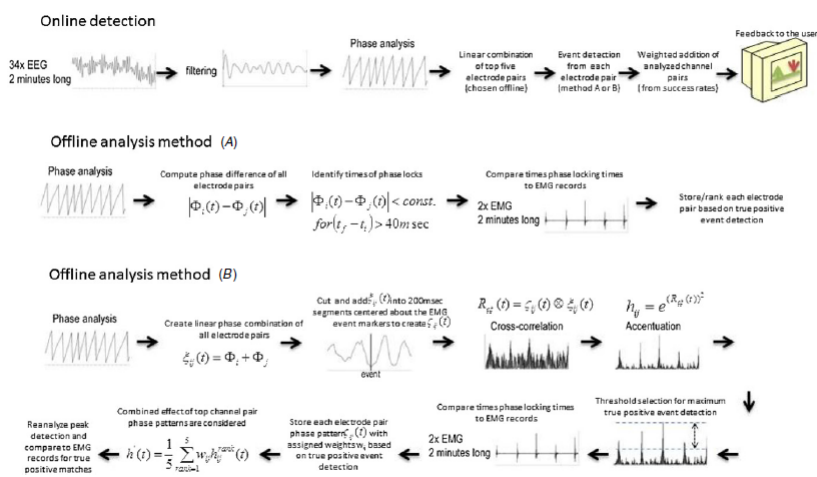 Online detection
34x EEG
2 minutes long
filtering
Phase analysis
Linear combination
of top five
electrode pairs
(chosen offline)
Event detection
from each
electrode pair
(method A or B)
Weighted addition of
analyzed channel
pairs
(from success rates)
Feedback to the user
Offline analysis method (A)
Phase analysis
Compute phase difference of all
electrode pairs
|Φi(t)−Φj(t)|
Identify times of phase locks
|Φi(t)−Φj(t)| < const.
for(tf −ti)>40m sec
Compare times phase locking times
to EMG records
2x EMG
2 minutes long
Store/rank each electrode
pair based on true positive
event detection
Offline analysis method (B)
Phase analysis
Create linear phase combination of
all electrode pairs
ξij(t) = Φi + Φj
Cut and add ξij(t) into 200msec
segments centered about the EMG
event markers to create ζij(t)
event
Rij(t) = ζij(t) ⊗ ξij(t)
Cross-correlation
hij = e^(Rij(t))²
Accentuation
Threshold selection for maximum
true positive event detection
Compare times phase locking times
to EMG records
2x EMG
2 minutes long
Store each electrode pair
phase pattern ζij(t) with
assigned weights wij based
on true positive event
detection
Combined effect of top channel pair
phase patterns are considered
h'(t) = 1/5 ∑ rank=1 5 wij hij rank (t)
Reanalyze peak
detection and
compare to EMG
records for true
positive matches